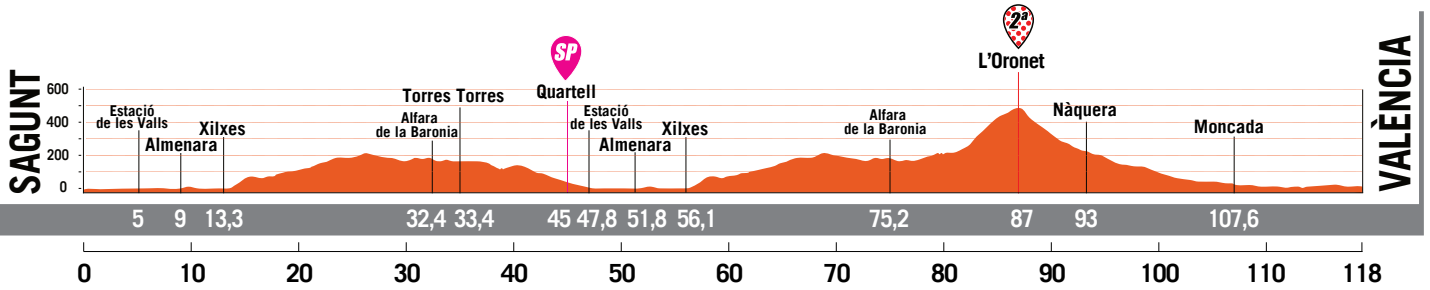 SAGUNT
600
400
200
0
Estació
de les Valls
Almenara
Xilxes
Alfara
de la Baronia
Torres Torres
SP
Quartell
Estació
de les Valls
Almenara
Xilxes
Alfara
de la Baronia
2ª
L'Oronet
Nàquera
Moncada
VALÈNCIA
5 9 13,3 32,4 33,4 45 47,8 51,8 56,1 75,2 87 93 107,6
0 10 20 30 40 50 60 70 80 90 100 110 118